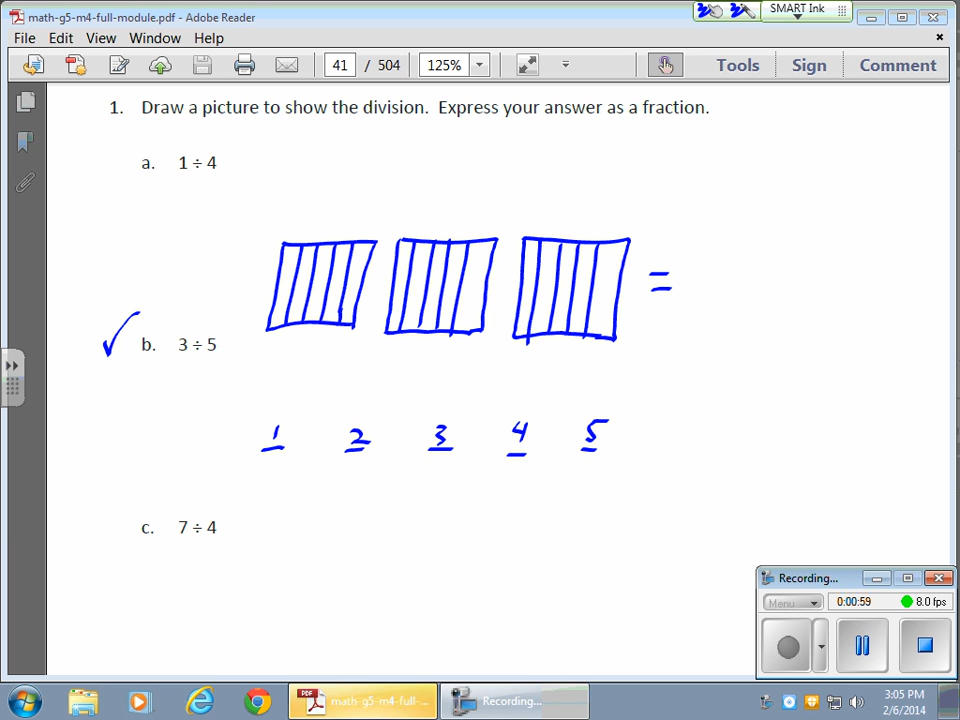 math-g5-m4-full-module.pdf - Adobe Reader
SMART Ink
File Edit View Window Help
41 / 504 125% Tools Sign Comment
1. Draw a picture to show the division. Express your answer as a fraction.
a. 1 ÷ 4
=
b. 3 ÷ 5
1 2 3 4 5
c. 7 ÷ 4
Recording...
Menu 0:00:59 8.0 fps
PDF math-g5-m4-full-... Recording... 3:05 PM
2/6/2014